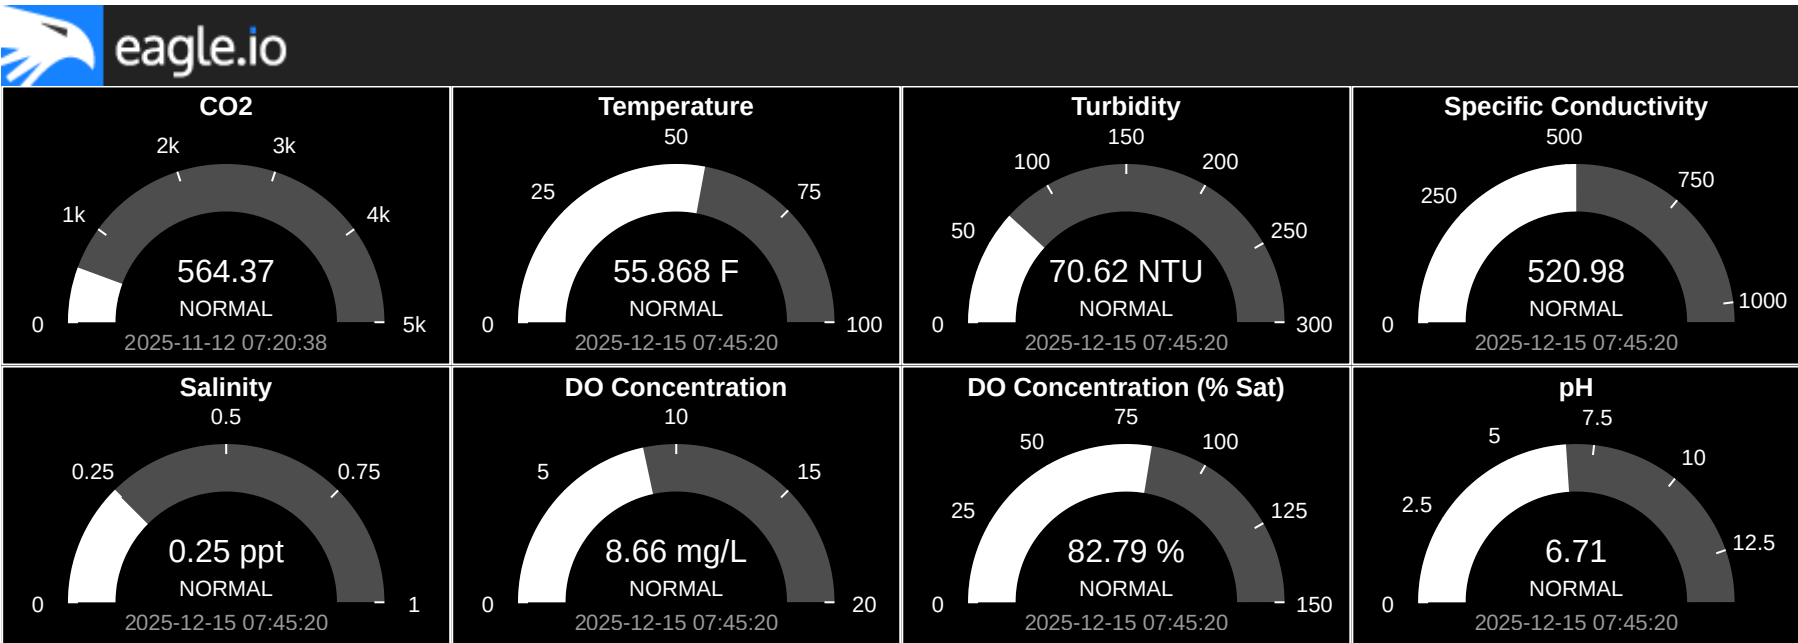 eagle.io
CO2
2k
3k
1k
4k
564.37
NORMAL
0
5k
2025-11-12 07:20:38
Temperature
50
25
75
55.868 F
NORMAL
0
100
2025-12-15 07:45:20
Turbidity
150
100
200
50
250
70.62 NTU
NORMAL
0
300
2025-12-15 07:45:20
Specific Conductivity
500
250
750
520.98
1000
NORMAL
0
2025-12-15 07:45:20
Salinity
0.5
0.25
0.75
0.25 ppt
NORMAL
0
1
2025-12-15 07:45:20
DO Concentration
10
5
15
8.66 mg/L
NORMAL
0
20
2025-12-15 07:45:20
DO Concentration (% Sat)
75
50
100
25
125
82.79 %
NORMAL
0
150
2025-12-15 07:45:20
pH
7.5
5
10
2.5
12.5
6.71
NORMAL
0
2025-12-15 07:45:20